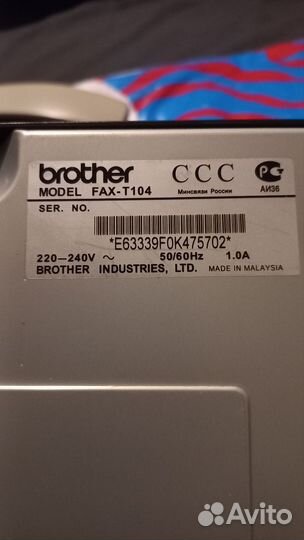 brother CCC PG
MODEL FAX-T104 Минсвязи России АИ36
SER. NO.
*E63339F0K475702*
220—240V ~ 50/60Hz 1.0A
BROTHER INDUSTRIES, LTD. MADE IN MALAYSIA
Avito